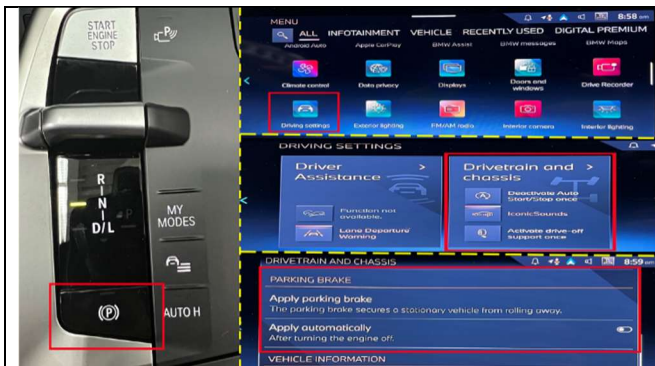 START
ENGINE
STOP
P
R
N
D/L
MY
MODES
(P)
AUTO H
MENU
8:58 am
ALL INFOTAINMENT VEHICLE RECENTLY USED DIGITAL PREMIUM
Android Auto Apple CarPlay BMW Assist BMW messages BMW Maps
Climate control Data privacy Displays Doors and windows Drive Recorder
Driving settings Exterior lighting FM/AM radio Interior camera Interior lighting
DRIVING SETTINGS
Driver
Assistance >
Function not
available.
Lane Departure
Warning
Drivetrain and >
chassis
Deactivate Auto
Start/Stop once
IconicSounds
Activate drive-off
support once
DRIVETRAIN AND CHASSIS
8:59 am
PARKING BRAKE
Apply parking brake
The parking brake secures a stationary vehicle from rolling away.
Apply automatically
After turning the engine off.
VEHICLE INFORMATION